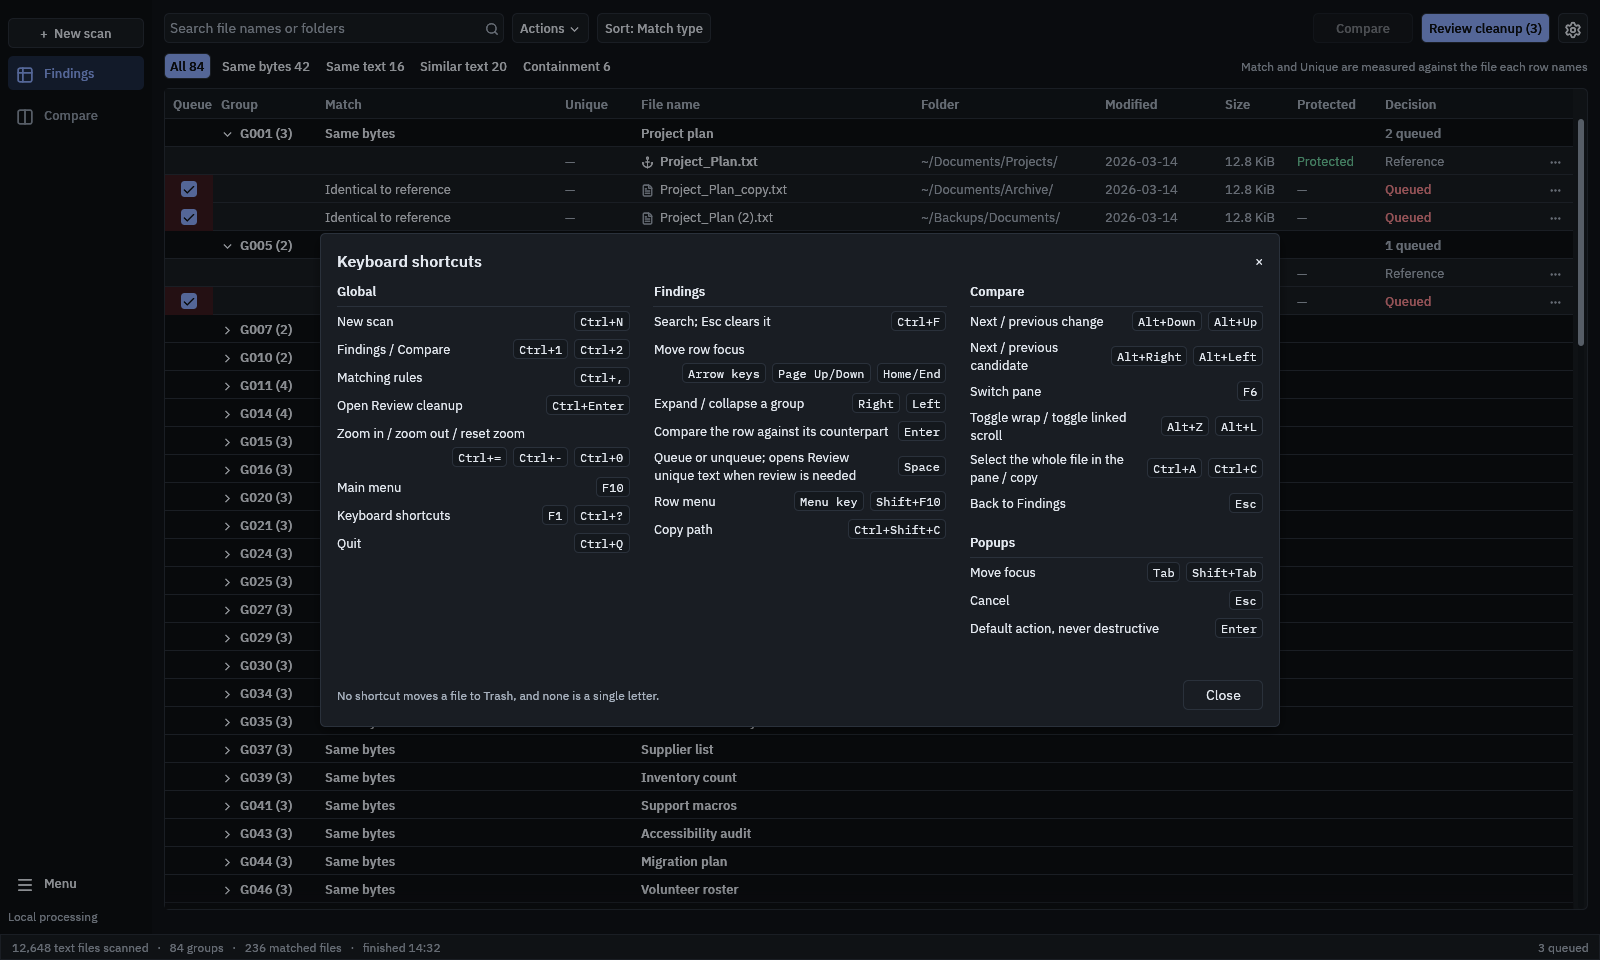 + New scan
Findings
Compare
Menu
Local processing
Search file names or folders
Actions
Sort: Match type
Compare
Review cleanup (3)
All 84
Same bytes 42
Same text 16
Similar text 20
Containment 6
Match and Unique are measured against the file each row names
Queue Group Match Unique File name Folder Modified Size Protected Decision
G001 (3) Same bytes Project plan 2 queued
— Project_Plan.txt ~/Documents/Projects/ 2026-03-14 12.8 KiB Protected Reference ···
Identical to reference — Project_Plan_copy.txt ~/Documents/Archive/ 2026-03-14 12.8 KiB — Queued ···
Identical to reference — Project_Plan (2).txt ~/Backups/Documents/ 2026-03-14 12.8 KiB — Queued ···
G005 (2) 1 queued
— Reference ···
— Queued ···
G007 (2)
G010 (2)
G011 (4)
G014 (4)
G015 (3)
G016 (3)
G020 (3)
G021 (3)
G024 (3)
G025 (3)
G027 (3)
G029 (3)
G030 (3)
G034 (3)
G035 (3)
G037 (3) Same bytes Supplier list
G039 (3) Same bytes Inventory count
G041 (3) Same bytes Support macros
G043 (3) Same bytes Accessibility audit
G044 (3) Same bytes Migration plan
G046 (3) Same bytes Volunteer roster
Keyboard shortcuts ×
Global
New scan Ctrl+N
Findings / Compare Ctrl+1 Ctrl+2
Matching rules Ctrl+,
Open Review cleanup Ctrl+Enter
Zoom in / zoom out / reset zoom
Ctrl+= Ctrl+- Ctrl+0
Main menu F10
Keyboard shortcuts F1 Ctrl+?
Quit Ctrl+Q
Findings
Search; Esc clears it Ctrl+F
Move row focus
Arrow keys Page Up/Down Home/End
Expand / collapse a group Right Left
Compare the row against its counterpart Enter
Queue or unqueue; opens Review
unique text when review is needed Space
Row menu Menu key Shift+F10
Copy path Ctrl+Shift+C
Compare
Next / previous change Alt+Down Alt+Up
Next / previous
candidate Alt+Right Alt+Left
Switch pane F6
Toggle wrap / toggle linked
scroll Alt+Z Alt+L
Select the whole file in the
pane / copy Ctrl+A Ctrl+C
Back to Findings Esc
Popups
Move focus Tab Shift+Tab
Cancel Esc
Default action, never destructive Enter
No shortcut moves a file to Trash, and none is a single letter.
Close
12,648 text files scanned · 84 groups · 236 matched files · finished 14:32
3 queued